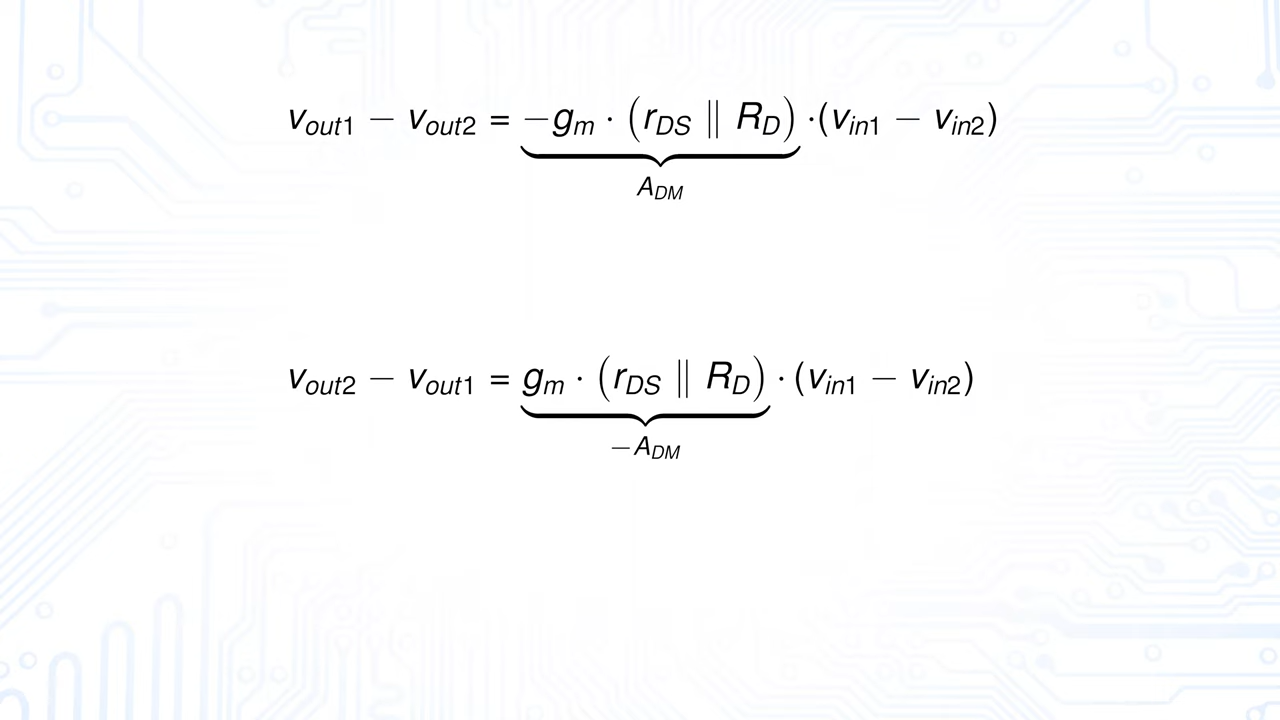 v_out1 − v_out2 = −g_m · (r_DS ∥ R_D) · (v_in1 − v_in2)
A_DM
v_out2 − v_out1 = g_m · (r_DS ∥ R_D) · (v_in1 − v_in2)
−A_DM